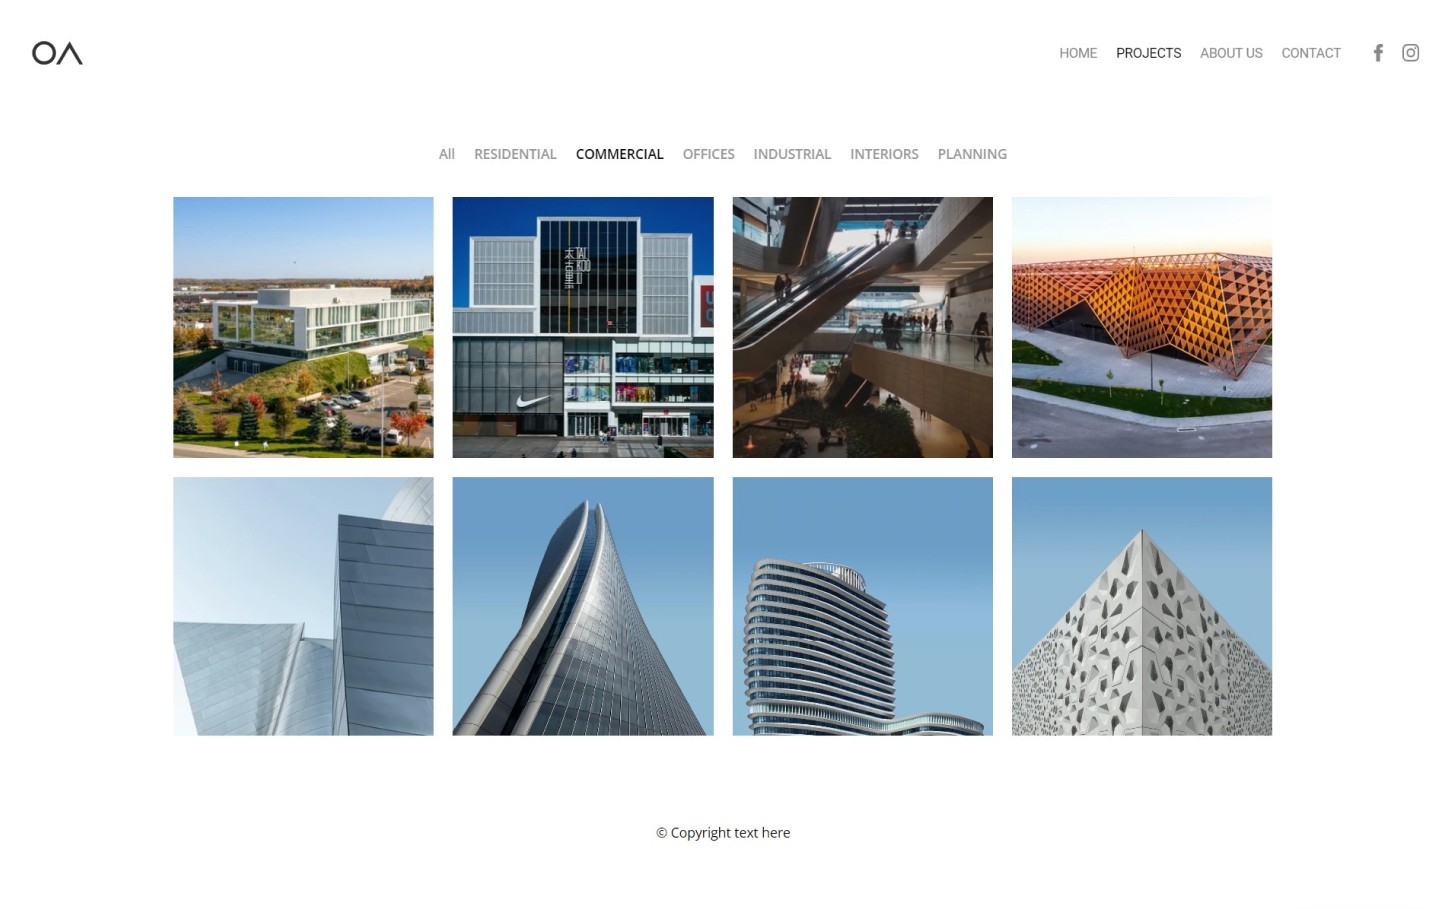 OA
HOME PROJECTS ABOUT US CONTACT
All RESIDENTIAL COMMERCIAL OFFICES INDUSTRIAL INTERIORS PLANNING
太古里
TAI
KOO
LI
© Copyright text here